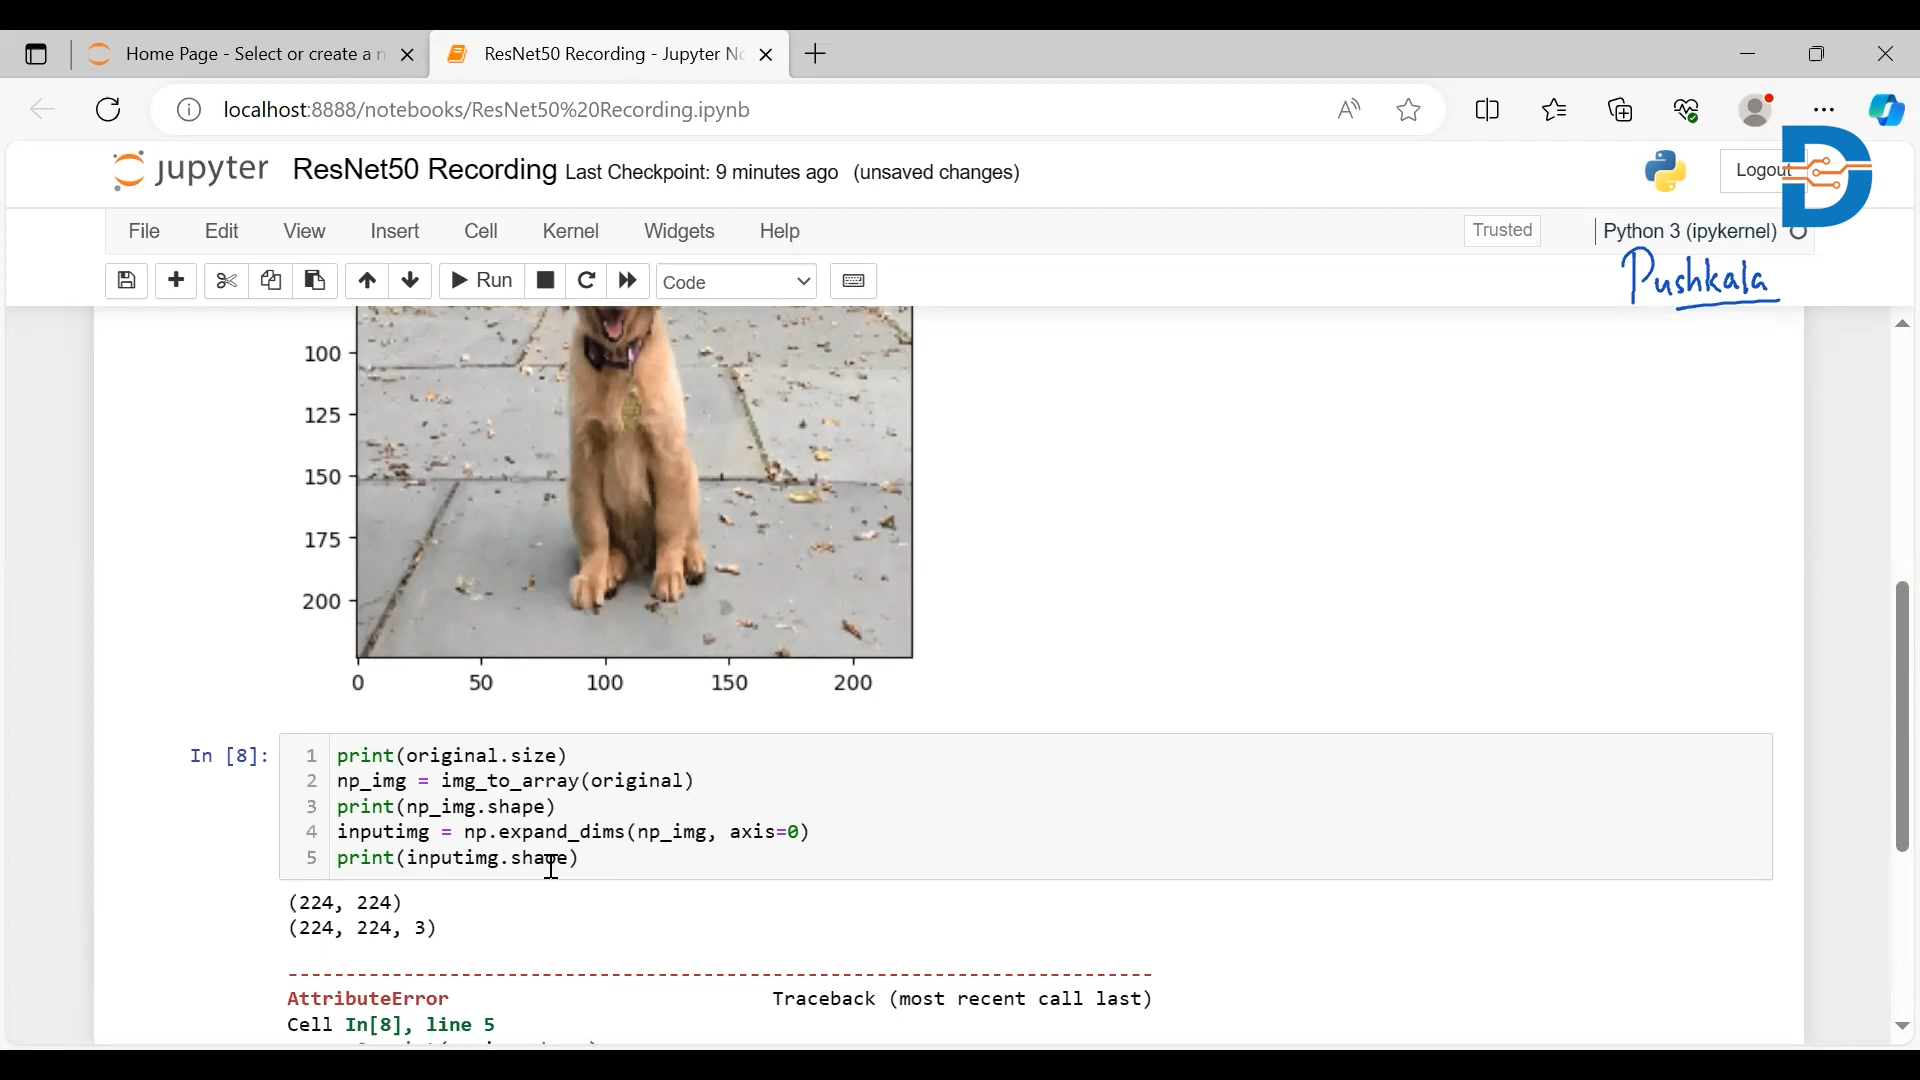 Home Page - Select or create a n
ResNet50 Recording - Jupyter No
localhost:8888/notebooks/ResNet50%20Recording.ipynb
jupyter ResNet50 Recording Last Checkpoint: 9 minutes ago (unsaved changes)
Logout
File Edit View Insert Cell Kernel Widgets Help
Trusted
Python 3 (ipykernel)
Run
Code
Pushkala
100
125
150
175
200
0 50 100 150 200
In [8]:
1 print(original.size)
2 np_img = img_to_array(original)
3 print(np_img.shape)
4 inputimg = np.expand_dims(np_img, axis=0)
5 print(inputimg.shape)
(224, 224)
(224, 224, 3)
---------------------------------------------------------------------------
AttributeError Traceback (most recent call last)
Cell In[8], line 5